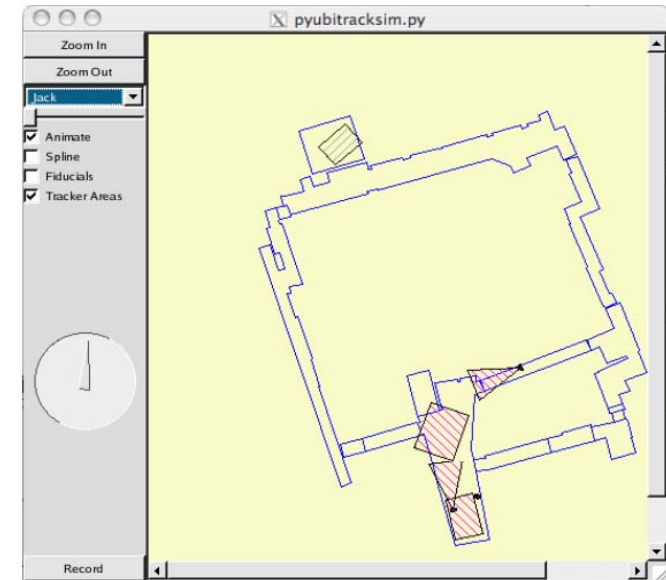 pyubitracksim.py
Zoom In
Zoom Out
Jack
Animate
Spline
Fiducials
Tracker Areas
Record